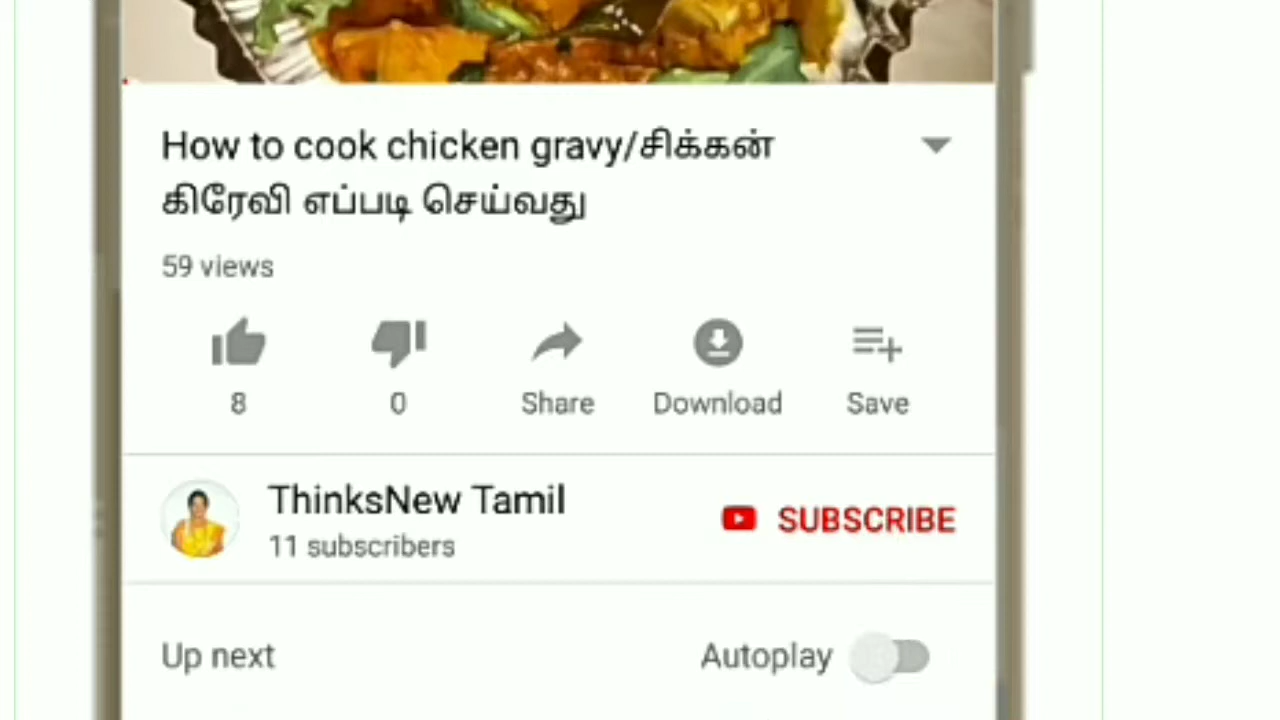 How to cook chicken gravy/சிக்கன்
கிரேவி எப்படி செய்வது
59 views
8
0
Share
Download
Save
ThinksNew Tamil
11 subscribers
SUBSCRIBE
Up next
Autoplay